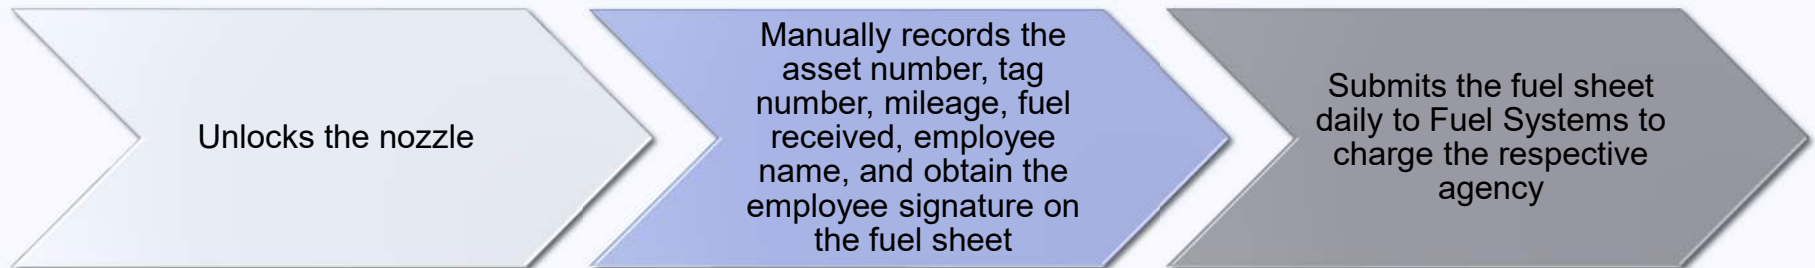 Unlocks the nozzle
Manually records the
asset number, tag
number, mileage, fuel
received, employee
name, and obtain the
employee signature on
the fuel sheet
Submits the fuel sheet
daily to Fuel Systems to
charge the respective
agency